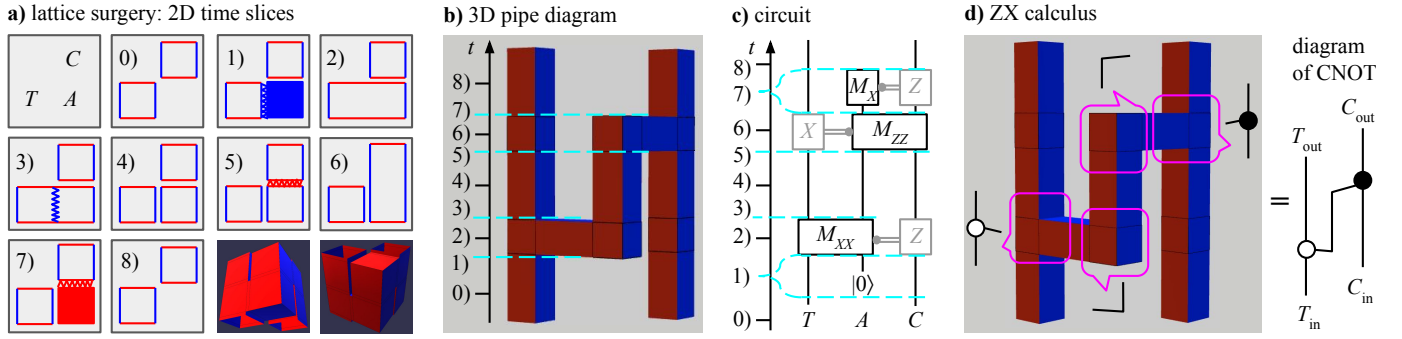 a) lattice surgery: 2D time slices
C
T A
0)
1)
2)
3)
4)
5)
6)
7)
8)
b) 3D pipe diagram
t
8)
7)
6)
5)
4)
3)
2)
1)
0)
c) circuit
t
8)
7)
6)
5)
4)
3)
2)
1)
0)
M_X Z
X M_ZZ
M_XX Z
|0⟩
T A C
d) ZX calculus
=
diagram
of CNOT
C_out
T_out
C_in
T_in